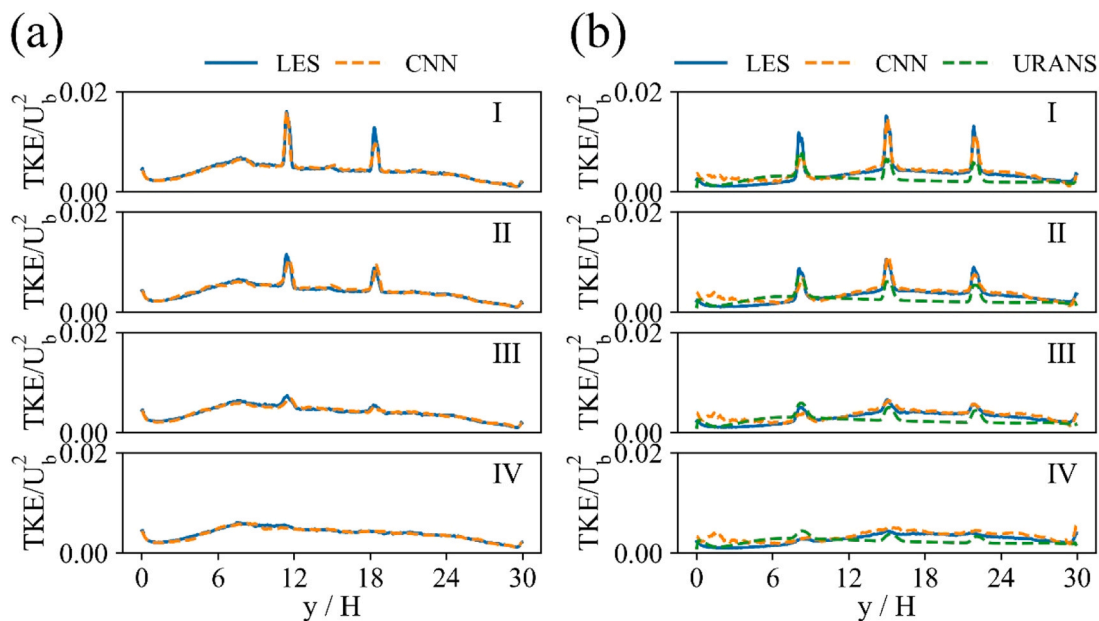 (a)
LES CNN
TKE/U_b^2
0.02
0.00
I
TKE/U_b^2
0.02
0.00
II
TKE/U_b^2
0.02
0.00
III
TKE/U_b^2
0.02
0.00
IV
0 6 12 18 24 30
y / H
(b)
LES CNN URANS
TKE/U_b^2
0.02
0.00
I
TKE/U_b^2
0.02
0.00
II
TKE/U_b^2
0.02
0.00
III
TKE/U_b^2
0.02
0.00
IV
0 6 12 18 24 30
y / H